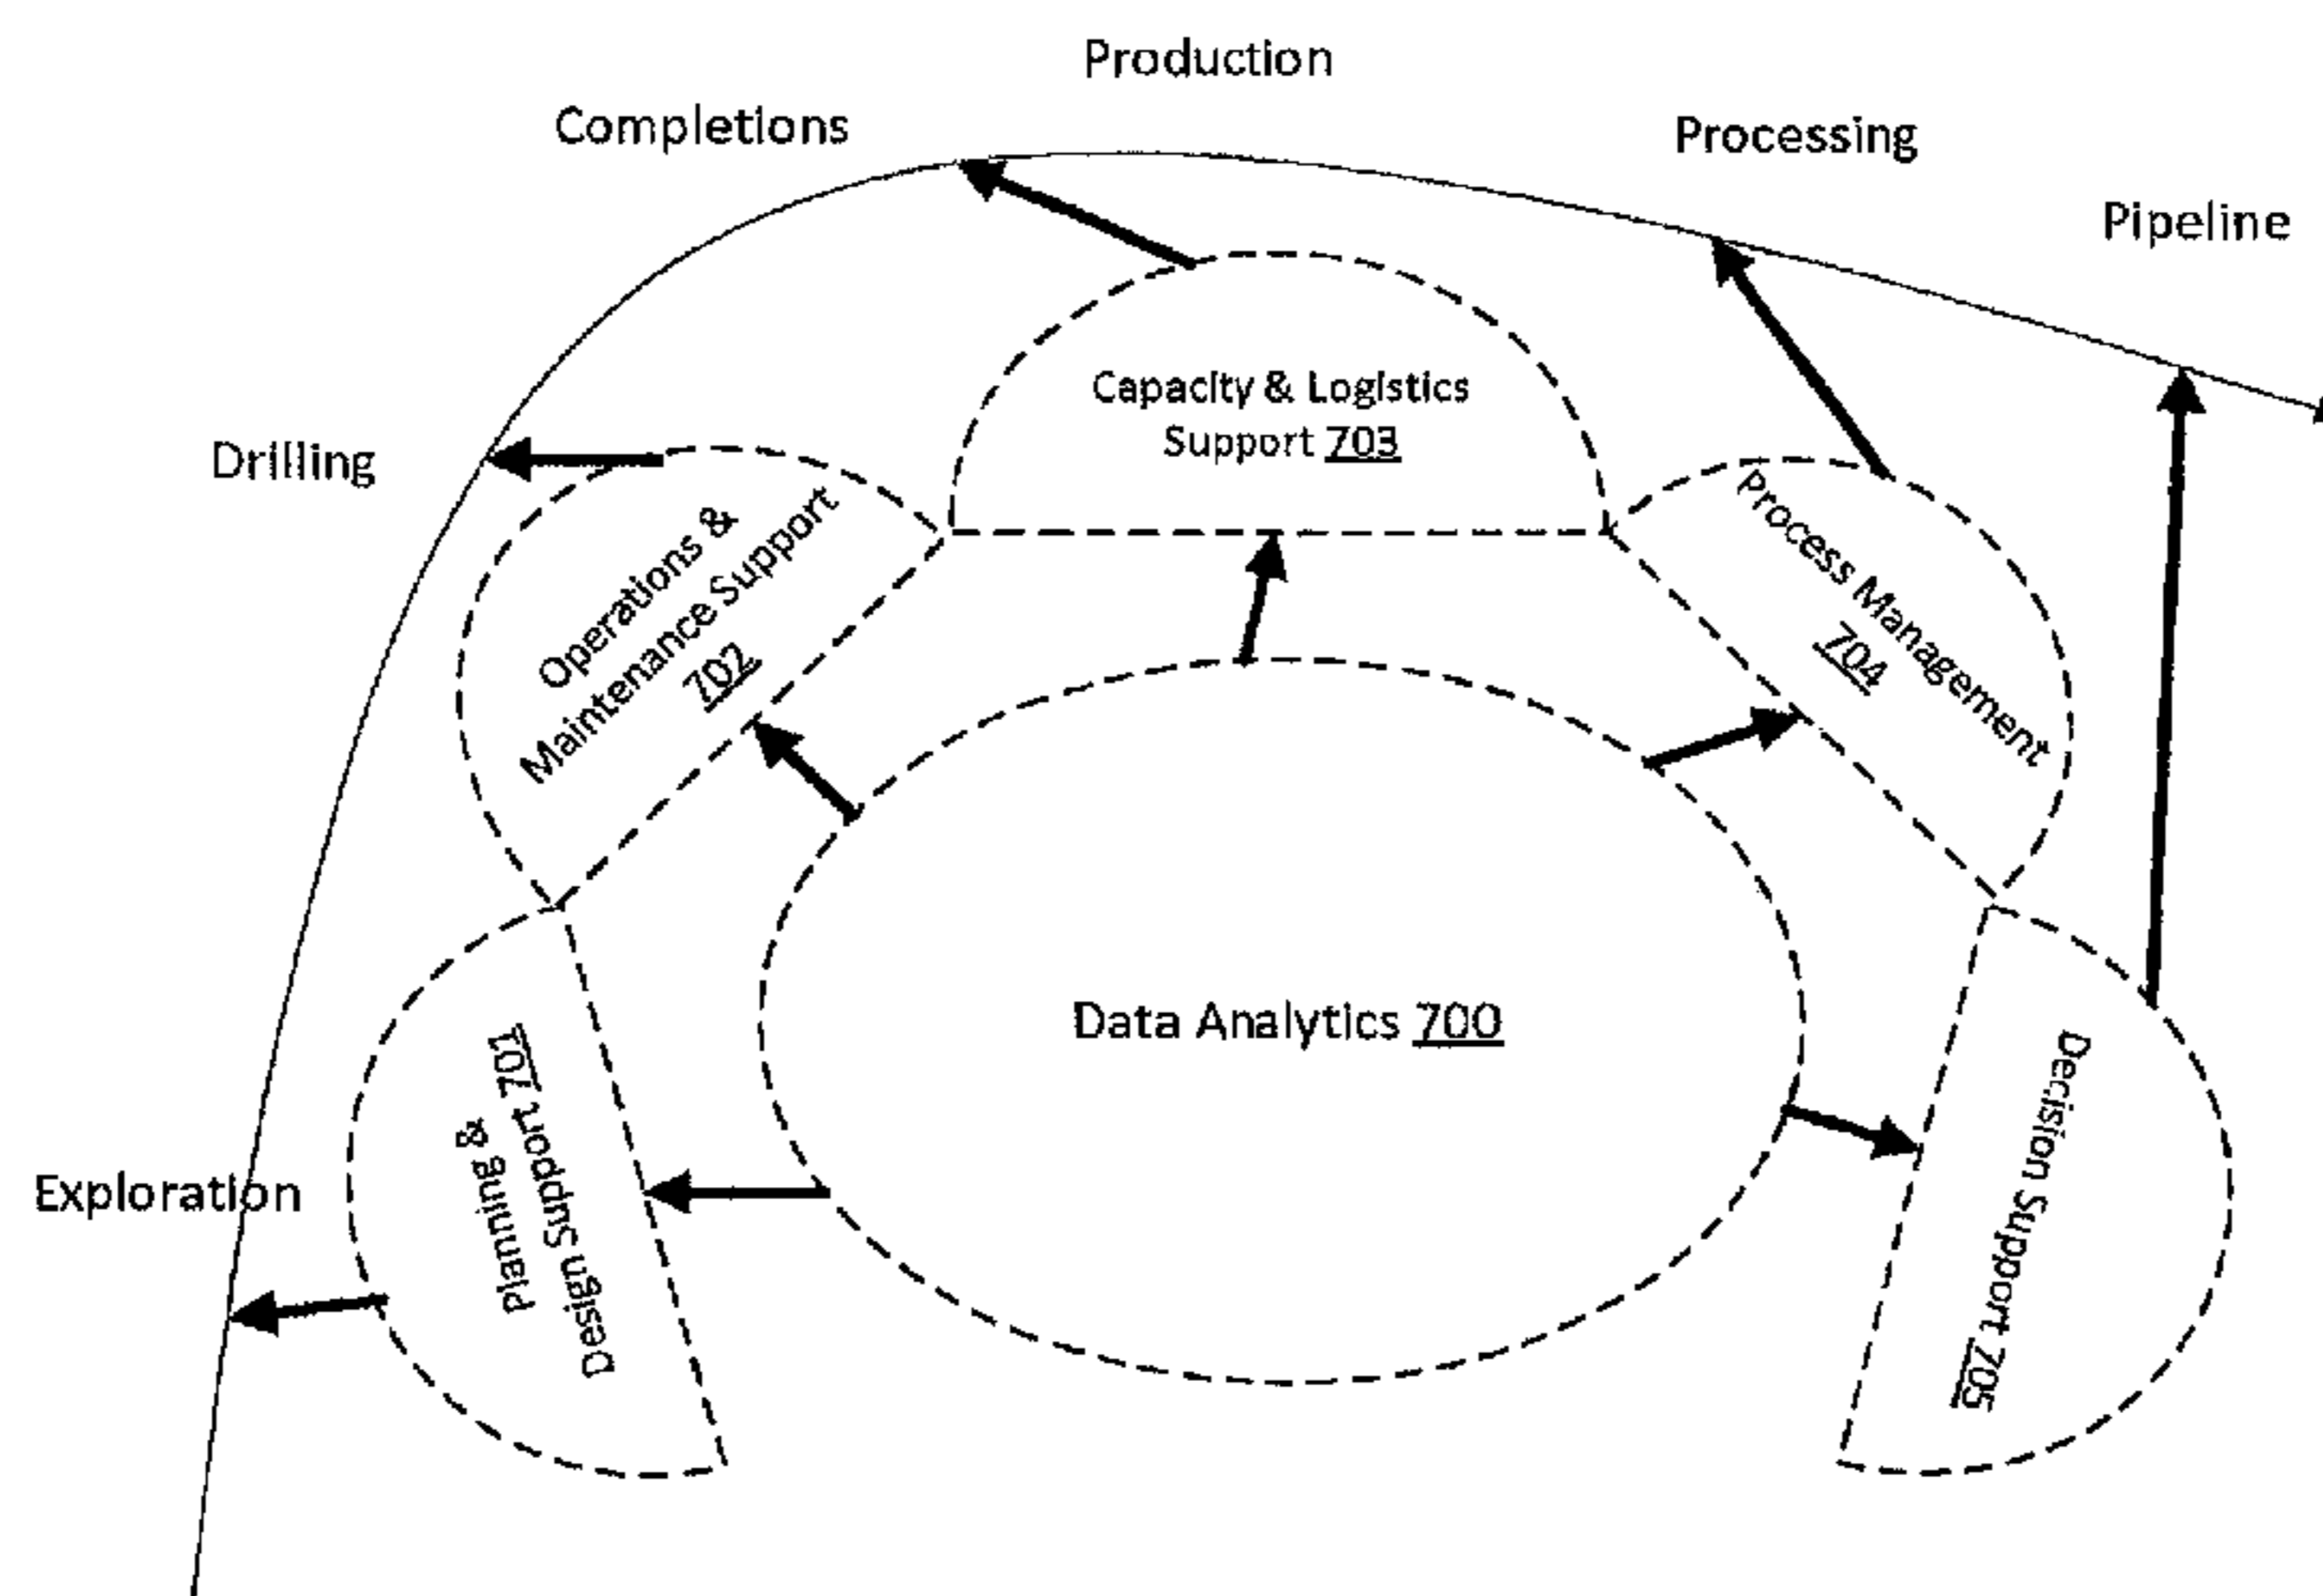 Production
Completions
Processing
Pipeline
Drilling
Capacity & Logistics
Support 703
Operations &
Maintenance Support
702
Process Management
704
Data Analytics 700
Planning &
Design Support 701
Decision Support 705
Exploration